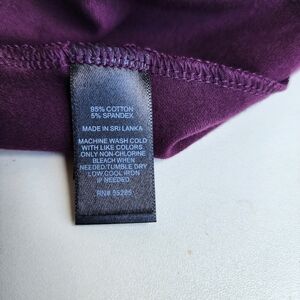 95% COTTON
5% SPANDEX
MADE IN SRI LANKA
MACHINE WASH COLD
WITH LIKE COLORS
ONLY NON-CHLORINE
BLEACH WHEN
NEEDED.TUMBLE DRY
LOW.COOL IRON
IF NEEDED.
RN#